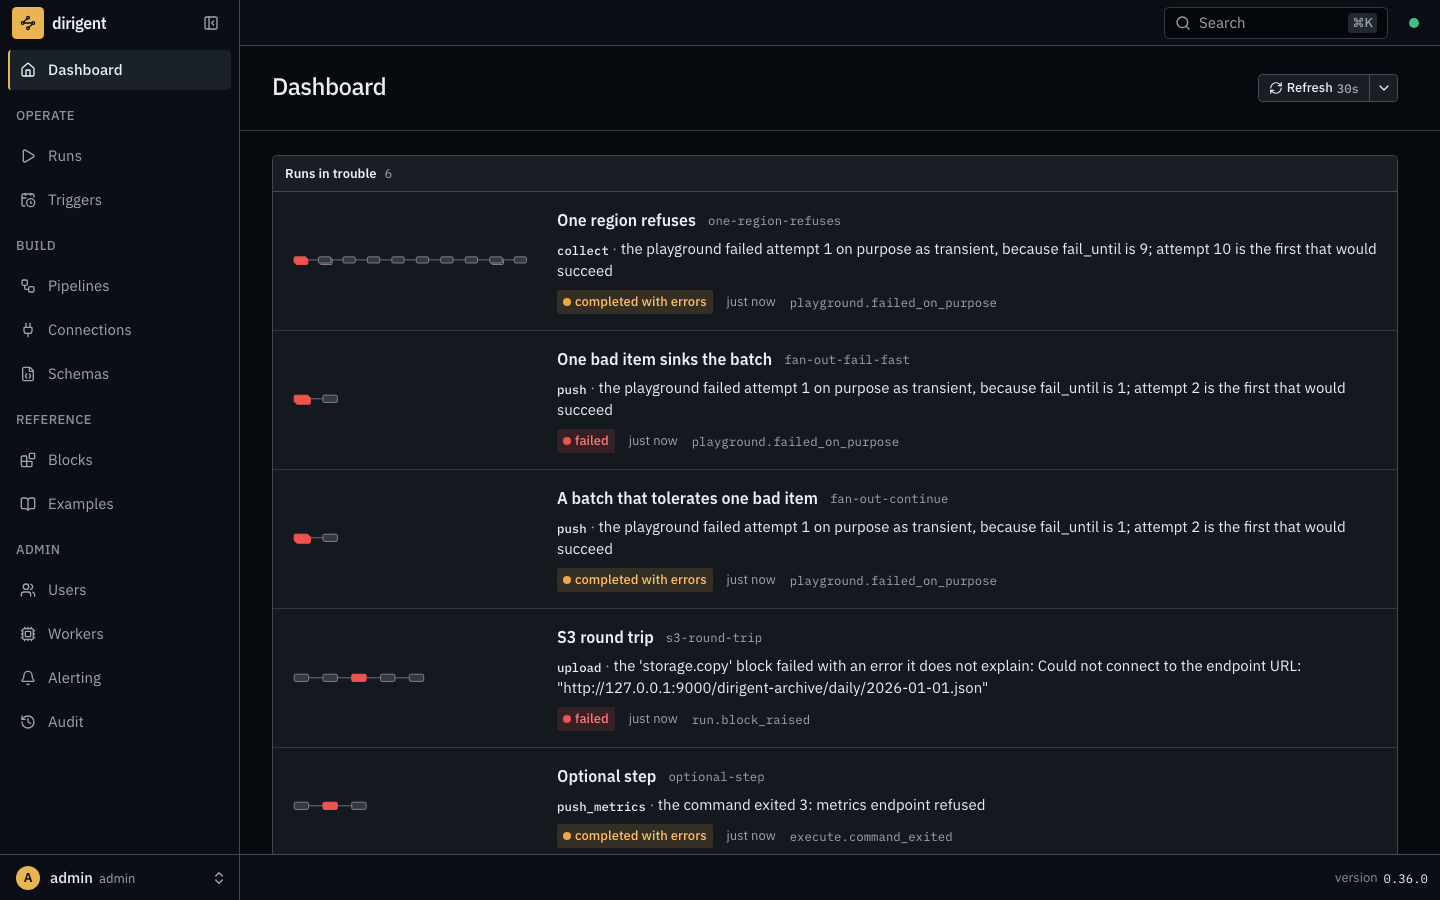 dirigent
Search ⌘K
Dashboard
OPERATE
Runs
Triggers
BUILD
Pipelines
Connections
Schemas
REFERENCE
Blocks
Examples
ADMIN
Users
Workers
Alerting
Audit
A admin admin
Dashboard
Refresh 30s
Runs in trouble 6
One region refuses one-region-refuses
collect · the playground failed attempt 1 on purpose as transient, because fail_until is 9; attempt 10 is the first that would
succeed
completed with errors just now playground.failed_on_purpose
One bad item sinks the batch fan-out-fail-fast
push · the playground failed attempt 1 on purpose as transient, because fail_until is 1; attempt 2 is the first that would
succeed
failed just now playground.failed_on_purpose
A batch that tolerates one bad item fan-out-continue
push · the playground failed attempt 1 on purpose as transient, because fail_until is 1; attempt 2 is the first that would
succeed
completed with errors just now playground.failed_on_purpose
S3 round trip s3-round-trip
upload · the 'storage.copy' block failed with an error it does not explain: Could not connect to the endpoint URL:
"http://127.0.0.1:9000/dirigent-archive/daily/2026-01-01.json"
failed just now run.block_raised
Optional step optional-step
push_metrics · the command exited 3: metrics endpoint refused
completed with errors just now execute.command_exited
version 0.36.0